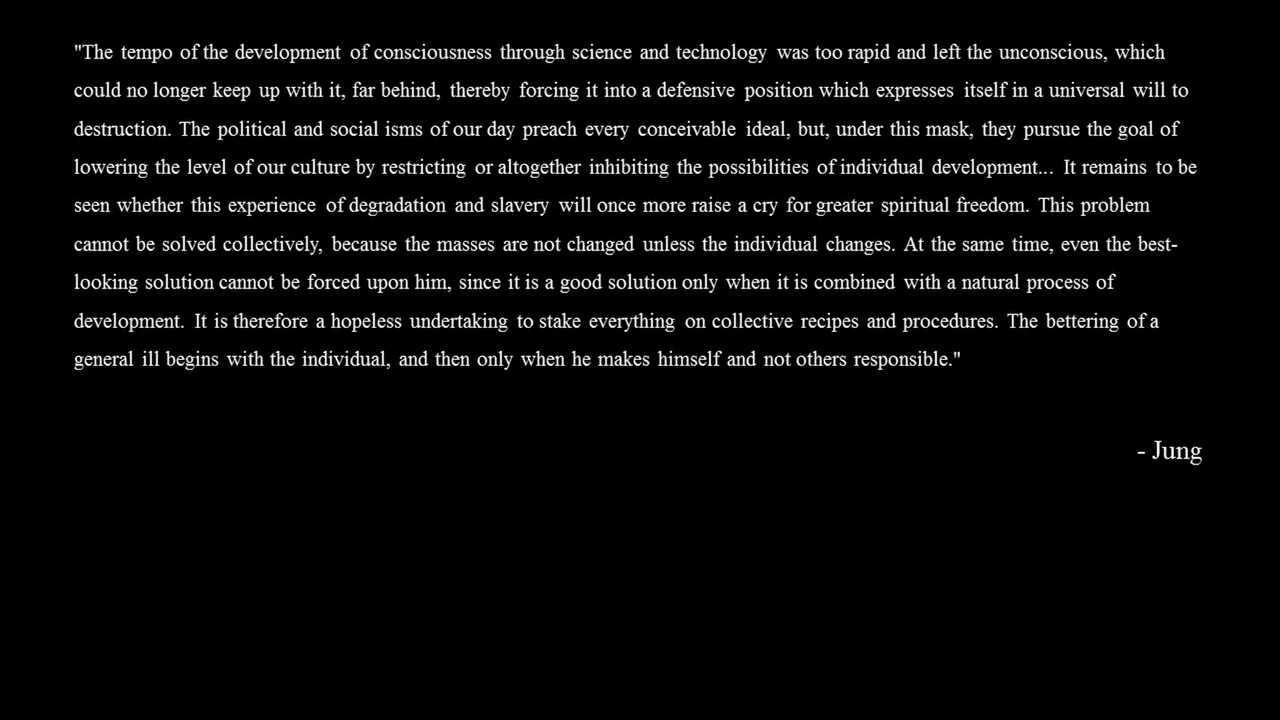 "The tempo of the development of consciousness through science and technology was too rapid and left the unconscious, which
could no longer keep up with it, far behind, thereby forcing it into a defensive position which expresses itself in a universal will to
destruction. The political and social isms of our day preach every conceivable ideal, but, under this mask, they pursue the goal of
lowering the level of our culture by restricting or altogether inhibiting the possibilities of individual development... It remains to be
seen whether this experience of degradation and slavery will once more raise a cry for greater spiritual freedom. This problem
cannot be solved collectively, because the masses are not changed unless the individual changes. At the same time, even the best-
looking solution cannot be forced upon him, since it is a good solution only when it is combined with a natural process of
development. It is therefore a hopeless undertaking to stake everything on collective recipes and procedures. The bettering of a
general ill begins with the individual, and then only when he makes himself and not others responsible."
- Jung